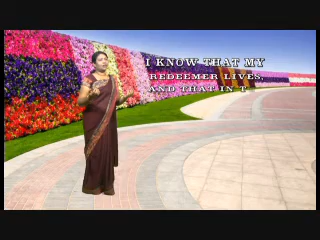 I KNOW THAT MY
REDEEMER LIVES,
AND THAT IN T